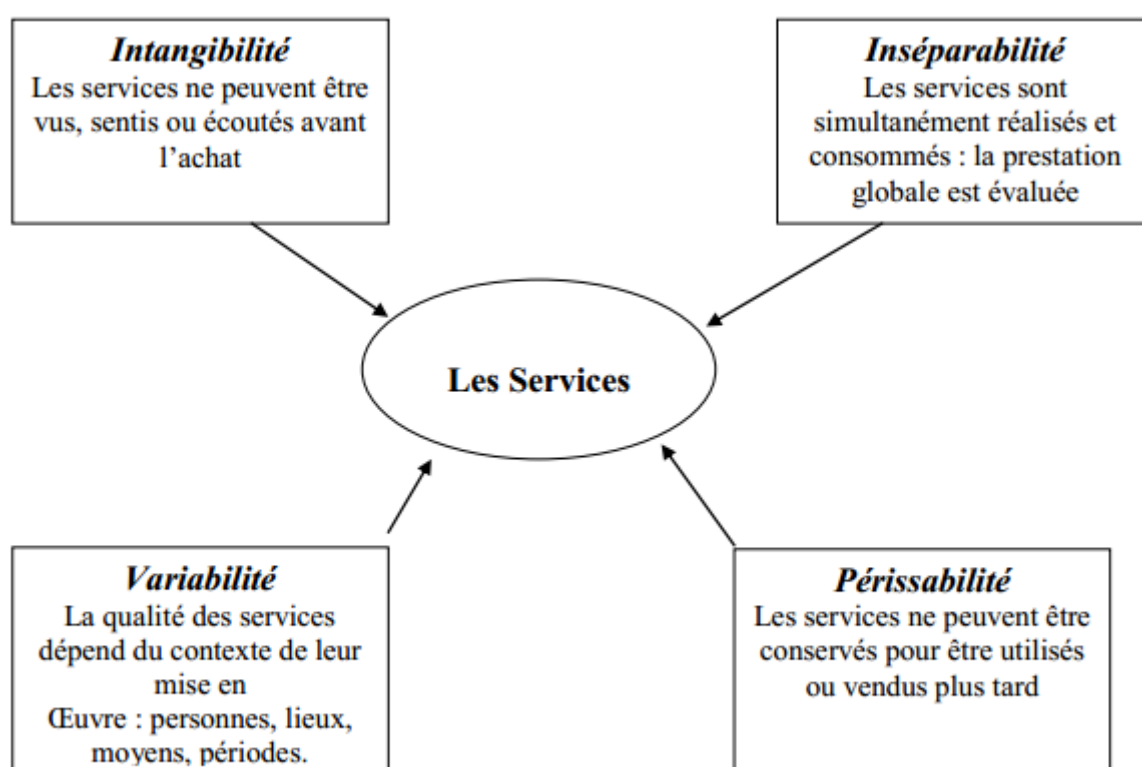 Intangibilité
Les services ne peuvent être
vus, sentis ou écoutés avant
l’achat
Inséparabilité
Les services sont
simultanément réalisés et
consommés : la prestation
globale est évaluée
Les Services
Variabilité
La qualité des services
dépend du contexte de leur
mise en
Œuvre : personnes, lieux,
moyens, périodes.
Périssabilité
Les services ne peuvent être
conservés pour être utilisés
ou vendus plus tard